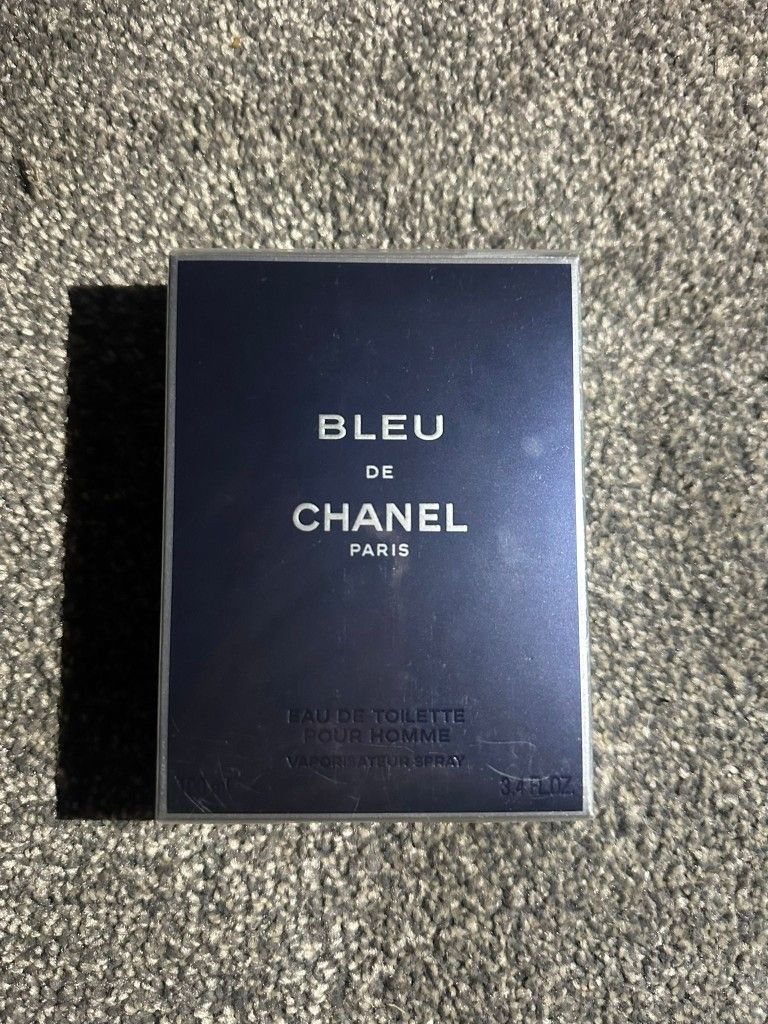 BLEU
DE
CHANEL
PARIS
EAU DE TOILETTE
POUR HOMME
VAPORISATEUR SPRAY
3.4 FL.OZ.